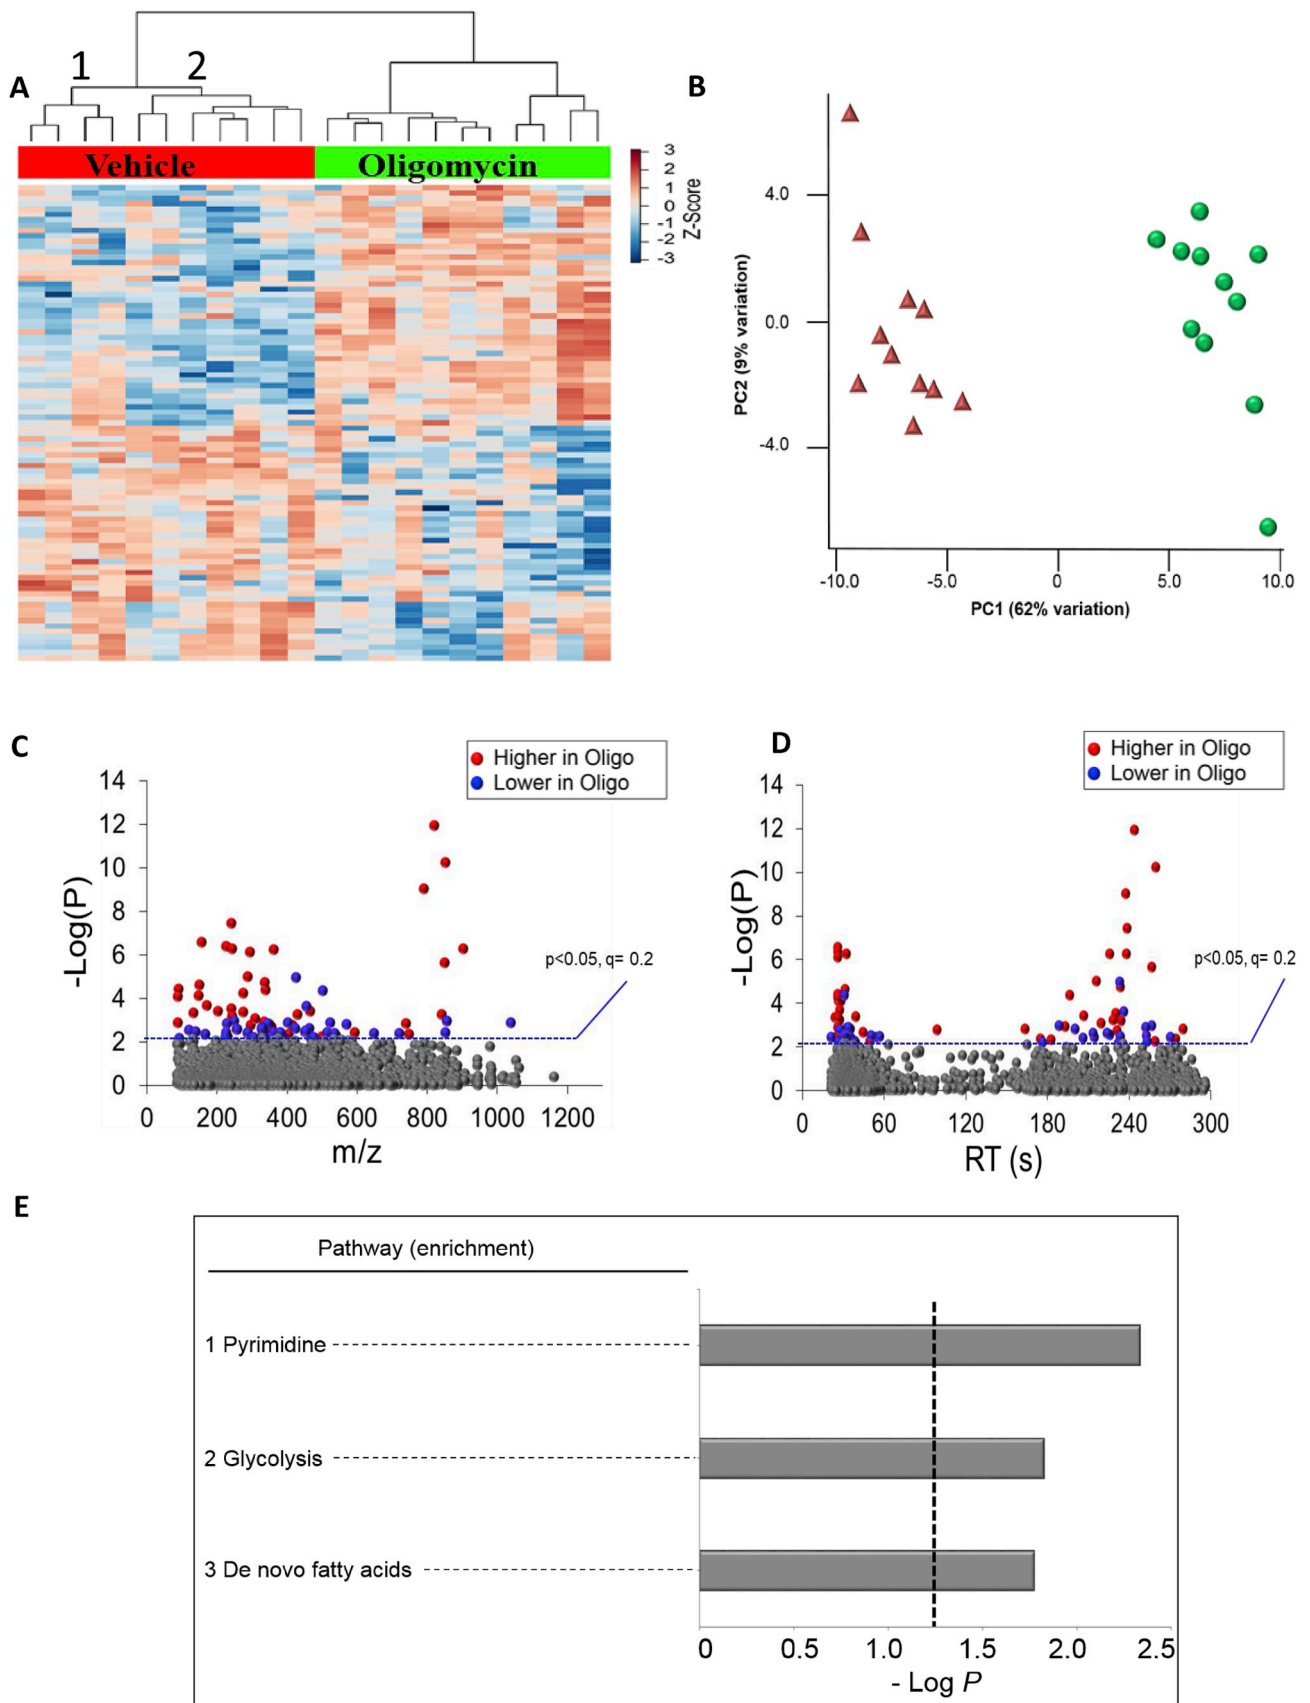 A
1 2
Vehicle Oligomycin
3
2
1
0
-1
-2
-3
Z-Score
B
4.0
0.0
-4.0
PC2 (9% variation)
-10.0 -5.0 0 5.0 10.0
PC1 (62% variation)
C
Higher in Oligo
Lower in Oligo
14
12
10
8
6
4
2
0
-Log(P)
p<0.05, q= 0.2
0 200 400 600 800 1000 1200
m/z
D
Higher in Oligo
Lower in Oligo
14
12
10
8
6
4
2
0
-Log(P)
p<0.05, q= 0.2
0 60 120 180 240 300
RT (s)
E
Pathway (enrichment)
1 Pyrimidine
2 Glycolysis
3 De novo fatty acids
0 0.5 1.0 1.5 2.0 2.5
- Log P